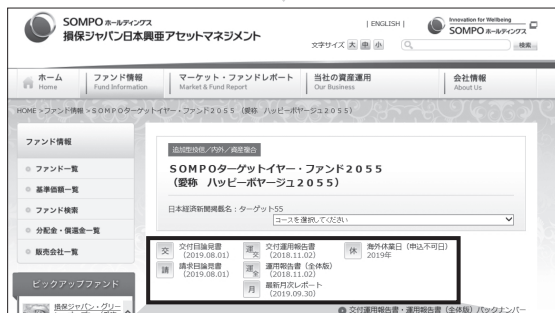 SOMPO ホールディングス
損保ジャパン日本興亜アセットマネジメント
| ENGLISH |
Innovation for Wellbeing
SOMPO ホールディングス
文字サイズ 大 中 小
検索
ホーム
Home
ファンド情報
Fund Information
マーケット・ファンドレポート
Market & Fund Report
当社の資産運用
Our Business
会社情報
About Us
HOME >ファンド情報 >SOMPOターゲットイヤー・ファンド2055 (愛称 ハッピーボヤージュ2055)
ファンド情報
ファンド一覧
基準価額一覧
ファンド検索
分配金・償還金一覧
販売会社一覧
ピックアップファンド
損保ジャパン・グリー
追加型投信/内外/資産複合
SOMPOターゲットイヤー・ファンド2055
(愛称 ハッピーボヤージュ2055)
日本経済新聞掲載名:ターゲット55
コースを選択してください
交 交付目論見書
(2019.08.01)
請 請求目論見書
(2019.08.01)
運交 交付運用報告書
(2018.11.02)
運全 運用報告書(全体版)
(2018.11.02)
月 最新月次レポート
(2019.09.30)
休 海外休業日(申込不可日)
2019年
交付運用報告書・運用報告書(全体版)バックナンバー